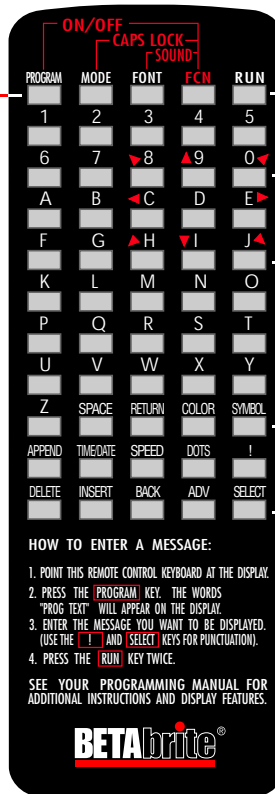 ON/OFF
CAPS LOCK
SOUND
PROGRAM MODE FONT FCN RUN
1 2 3 4 5
6 7 8 9 0
A B C D E
F G H I J
K L M N O
P Q R S T
U V W X Y
Z SPACE RETURN COLOR SYMBOL
APPEND TIME/DATE SPEED DOTS !
DELETE INSERT BACK ADV SELECT
HOW TO ENTER A MESSAGE:
1. POINT THIS REMOTE CONTROL KEYBOARD AT THE DISPLAY.
2. PRESS THE PROGRAM KEY. THE WORDS
"PROG TEXT" WILL APPEAR ON THE DISPLAY.
3. ENTER THE MESSAGE YOU WANT TO BE DISPLAYED.
(USE THE ! AND SELECT KEYS FOR PUNCTUATION).
4. PRESS THE RUN KEY TWICE.
SEE YOUR PROGRAMMING MANUAL FOR
ADDITIONAL INSTRUCTIONS AND DISPLAY FEATURES.
BETAbrite®